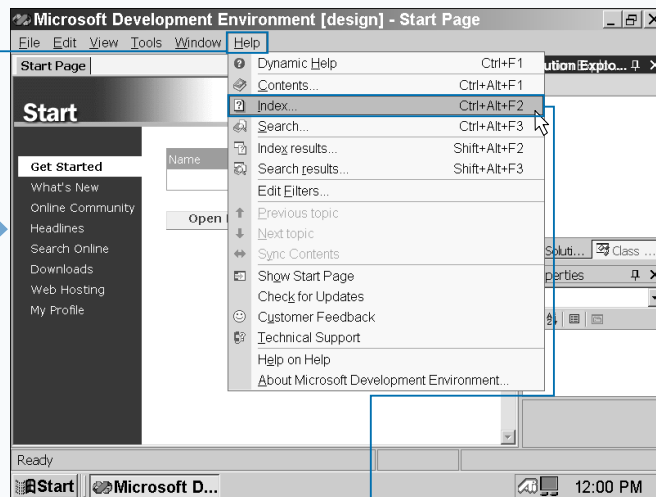 Microsoft Development Environment [design] - Start Page
File Edit View Tools Window Help
Start Page
Start
Get Started
What's New
Online Community
Headlines
Search Online
Downloads
Web Hosting
My Profile
Name
Open
Dynamic Help Ctrl+F1
Contents... Ctrl+Alt+F1
Index... Ctrl+Alt+F2
Search... Ctrl+Alt+F3
Index results... Shift+Alt+F2
Search results... Shift+Alt+F3
Edit Filters...
Previous topic
Next topic
Sync Contents
Show Start Page
Check for Updates
Customer Feedback
Technical Support
Help on Help
About Microsoft Development Environment...
ution Explo...
Soluti... Class ...
perties
Ready
Start Microsoft D... 12:00 PM